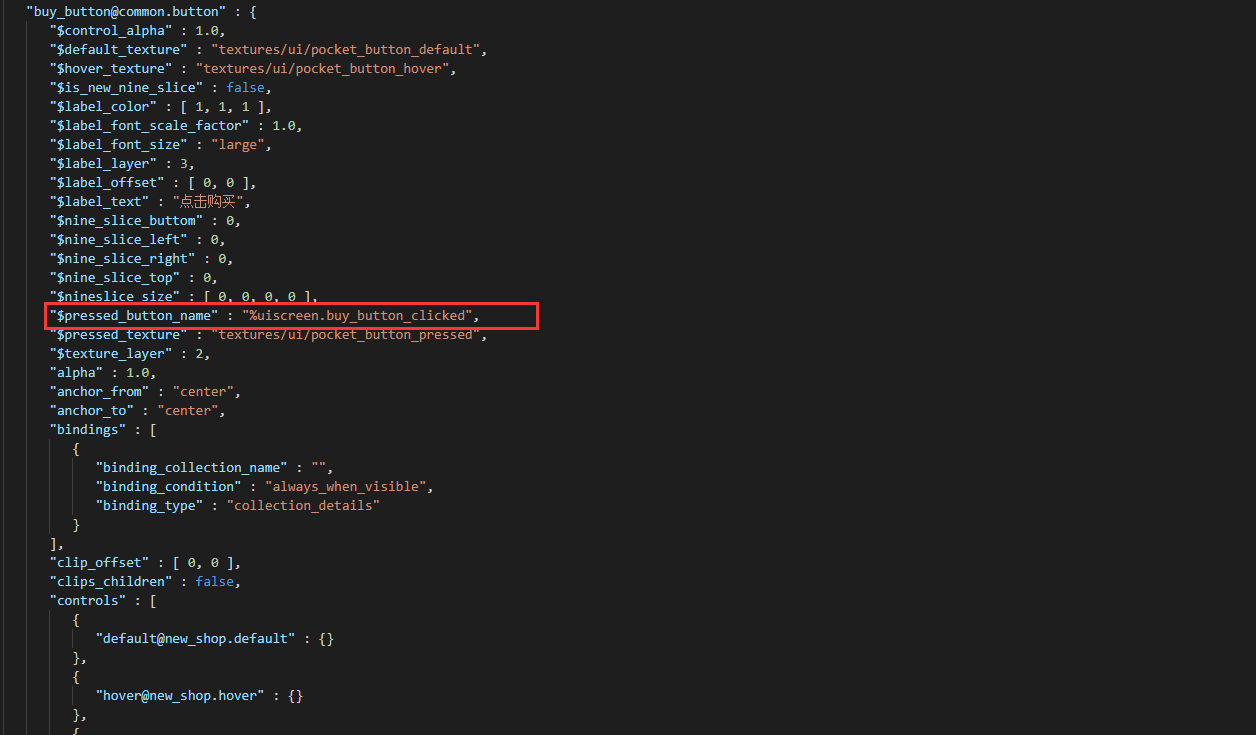 "buy_button@common.button" : {
"$control_alpha" : 1.0,
"$default_texture" : "textures/ui/pocket_button_default",
"$hover_texture" : "textures/ui/pocket_button_hover",
"$is_new_nine_slice" : false,
"$label_color" : [ 1, 1, 1 ],
"$label_font_scale_factor" : 1.0,
"$label_font_size" : "large",
"$label_layer" : 3,
"$label_offset" : [ 0, 0 ],
"$label_text" : "点击购买",
"$nine_slice_buttom" : 0,
"$nine_slice_left" : 0,
"$nine_slice_right" : 0,
"$nine_slice_top" : 0,
"$nineslice_size" : [ 0, 0, 0, 0 ],
"$pressed_button_name" : "%uiscreen.buy_button_clicked",
"$pressed_texture" : "textures/ui/pocket_button_pressed",
"$texture_layer" : 2,
"alpha" : 1.0,
"anchor_from" : "center",
"anchor_to" : "center",
"bindings" : [
{
"binding_collection_name" : "",
"binding_condition" : "always_when_visible",
"binding_type" : "collection_details"
}
],
"clip_offset" : [ 0, 0 ],
"clips_children" : false,
"controls" : [
{
"default@new_shop.default" : {}
},
{
"hover@new_shop.hover" : {}
},
{